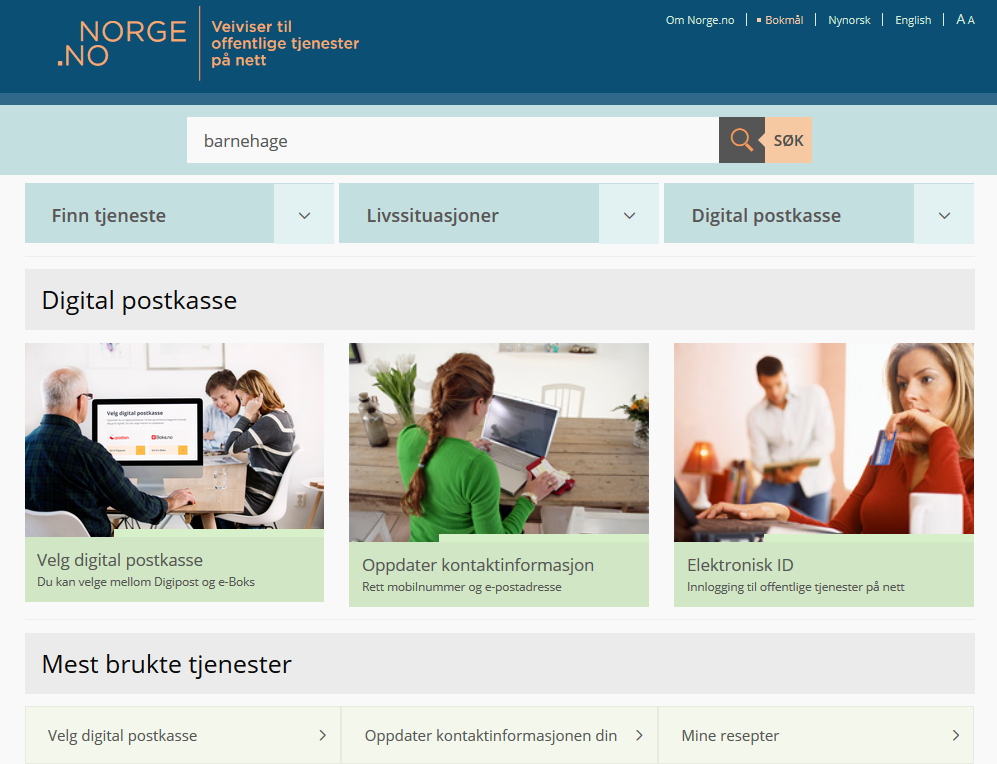 NORGE
.NO
Veiviser til
offentlige tjenester
på nett
Om Norge.no
Bokmål
Nynorsk
English
A A
barnehage
SØK
Finn tjeneste
Livssituasjoner
Digital postkasse
Digital postkasse
Velg digital postkasse
Velg digital postkasse
Du kan velge mellom Digipost og e-Boks
Oppdater kontaktinformasjon
Rett mobilnummer og e-postadresse
Elektronisk ID
Innlogging til offentlige tjenester på nett
Mest brukte tjenester
Velg digital postkasse
Oppdater kontaktinformasjonen din
Mine resepter